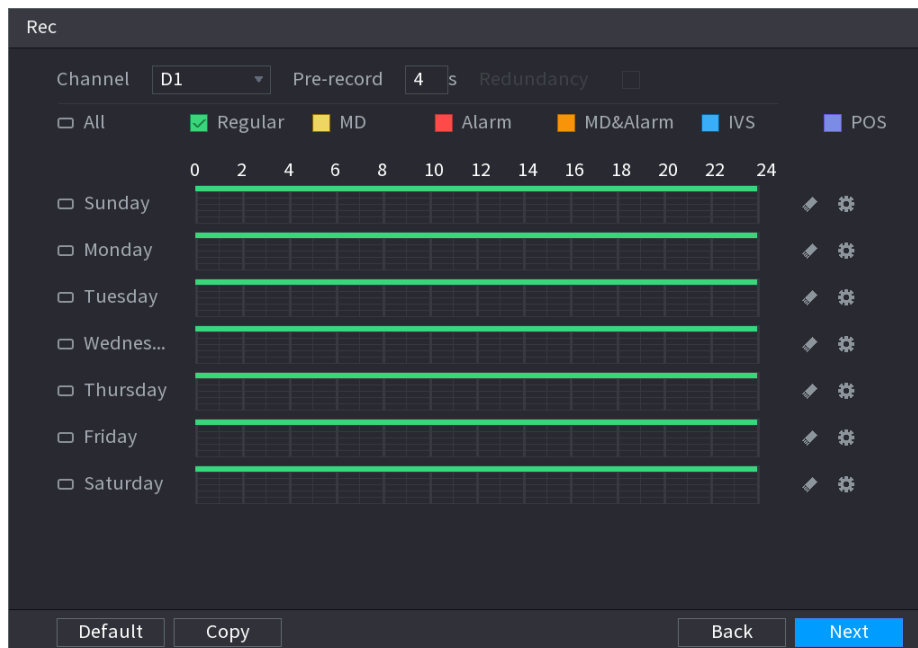 Rec
Channel D1 Pre-record 4 s Redundancy
All Regular MD Alarm MD&Alarm IVS POS
0 2 4 6 8 10 12 14 16 18 20 22 24
Sunday
Monday
Tuesday
Wednes...
Thursday
Friday
Saturday
Default Copy Back Next